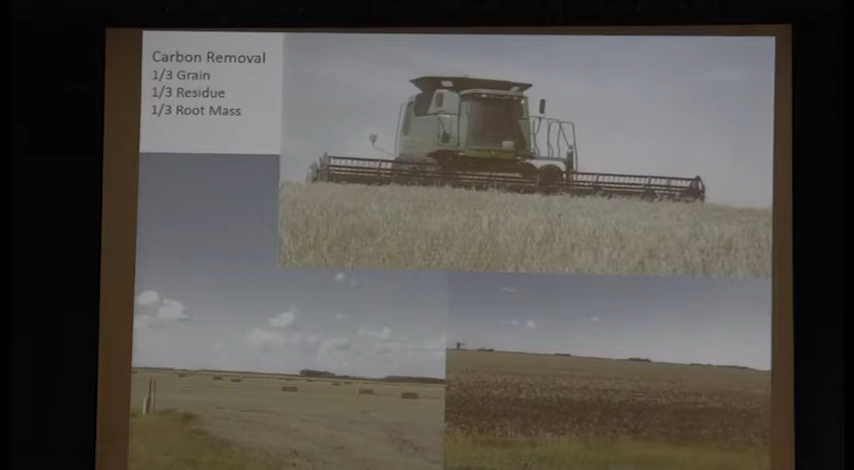 Carbon Removal
1/3 Grain
1/3 Residue
1/3 Root Mass